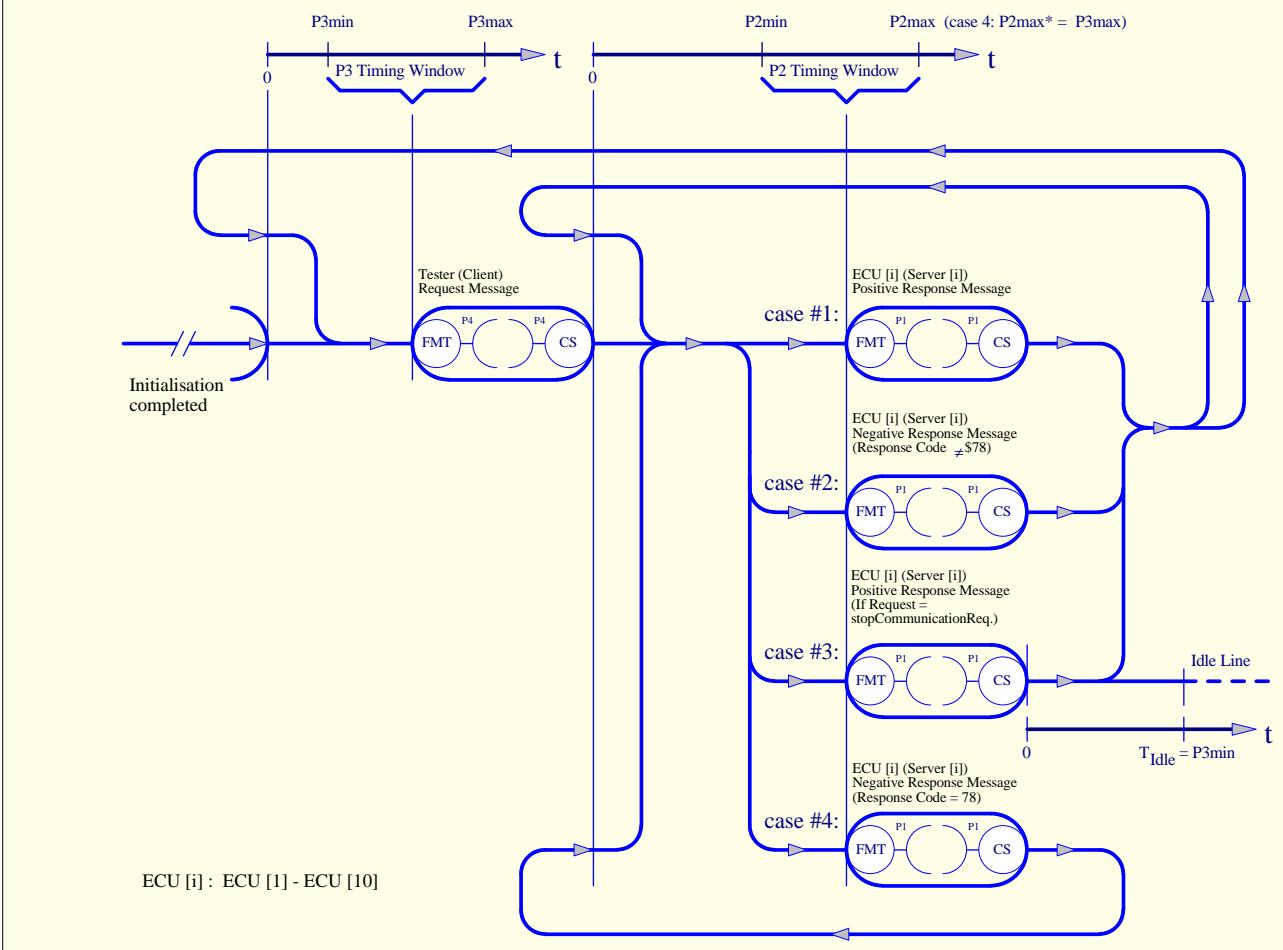 P3min
P3max
P2min
P2max (case 4: P2max* = P3max)
t
t
0
P3 Timing Window
0
P2 Timing Window
Tester (Client)
Request Message
ECU [i] (Server [i])
Positive Response Message
case #1:
FMT P4 P4 CS
FMT P1 P1 CS
Initialisation
completed
ECU [i] (Server [i])
Negative Response Message
(Response Code ≠$78)
case #2:
FMT P1 P1 CS
ECU [i] (Server [i])
Positive Response Message
(If Request =
stopCommunicationReq.)
case #3:
FMT P1 P1 CS
Idle Line
t
0
TIdle = P3min
ECU [i] (Server [i])
Negative Response Message
(Response Code = 78)
case #4:
FMT P1 P1 CS
ECU [i] : ECU [1] - ECU [10]